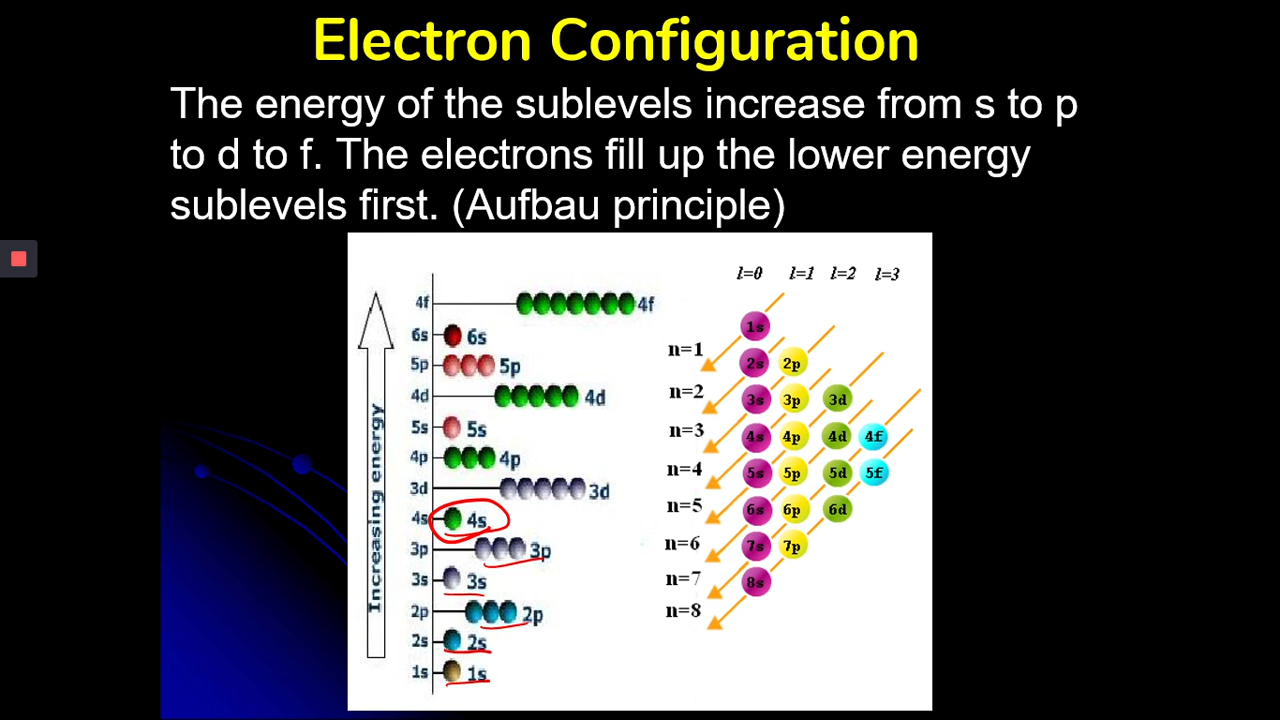 Electron Configuration
The energy of the sublevels increase from s to p
to d to f. The electrons fill up the lower energy
sublevels first. (Aufbau principle)
Increasing energy
4f 4f
6s 6s
5p 5p
4d 4d
5s 5s
4p 4p
3d 3d
4s 4s
3p 3p
3s 3s
2p 2p
2s 2s
1s 1s
l=0 l=1 l=2 l=3
1s
n=1
2s 2p
n=2
3s 3p 3d
n=3
4s 4p 4d 4f
n=4
5s 5p 5d 5f
n=5
6s 6p 6d
n=6
7s 7p
n=7
8s
n=8